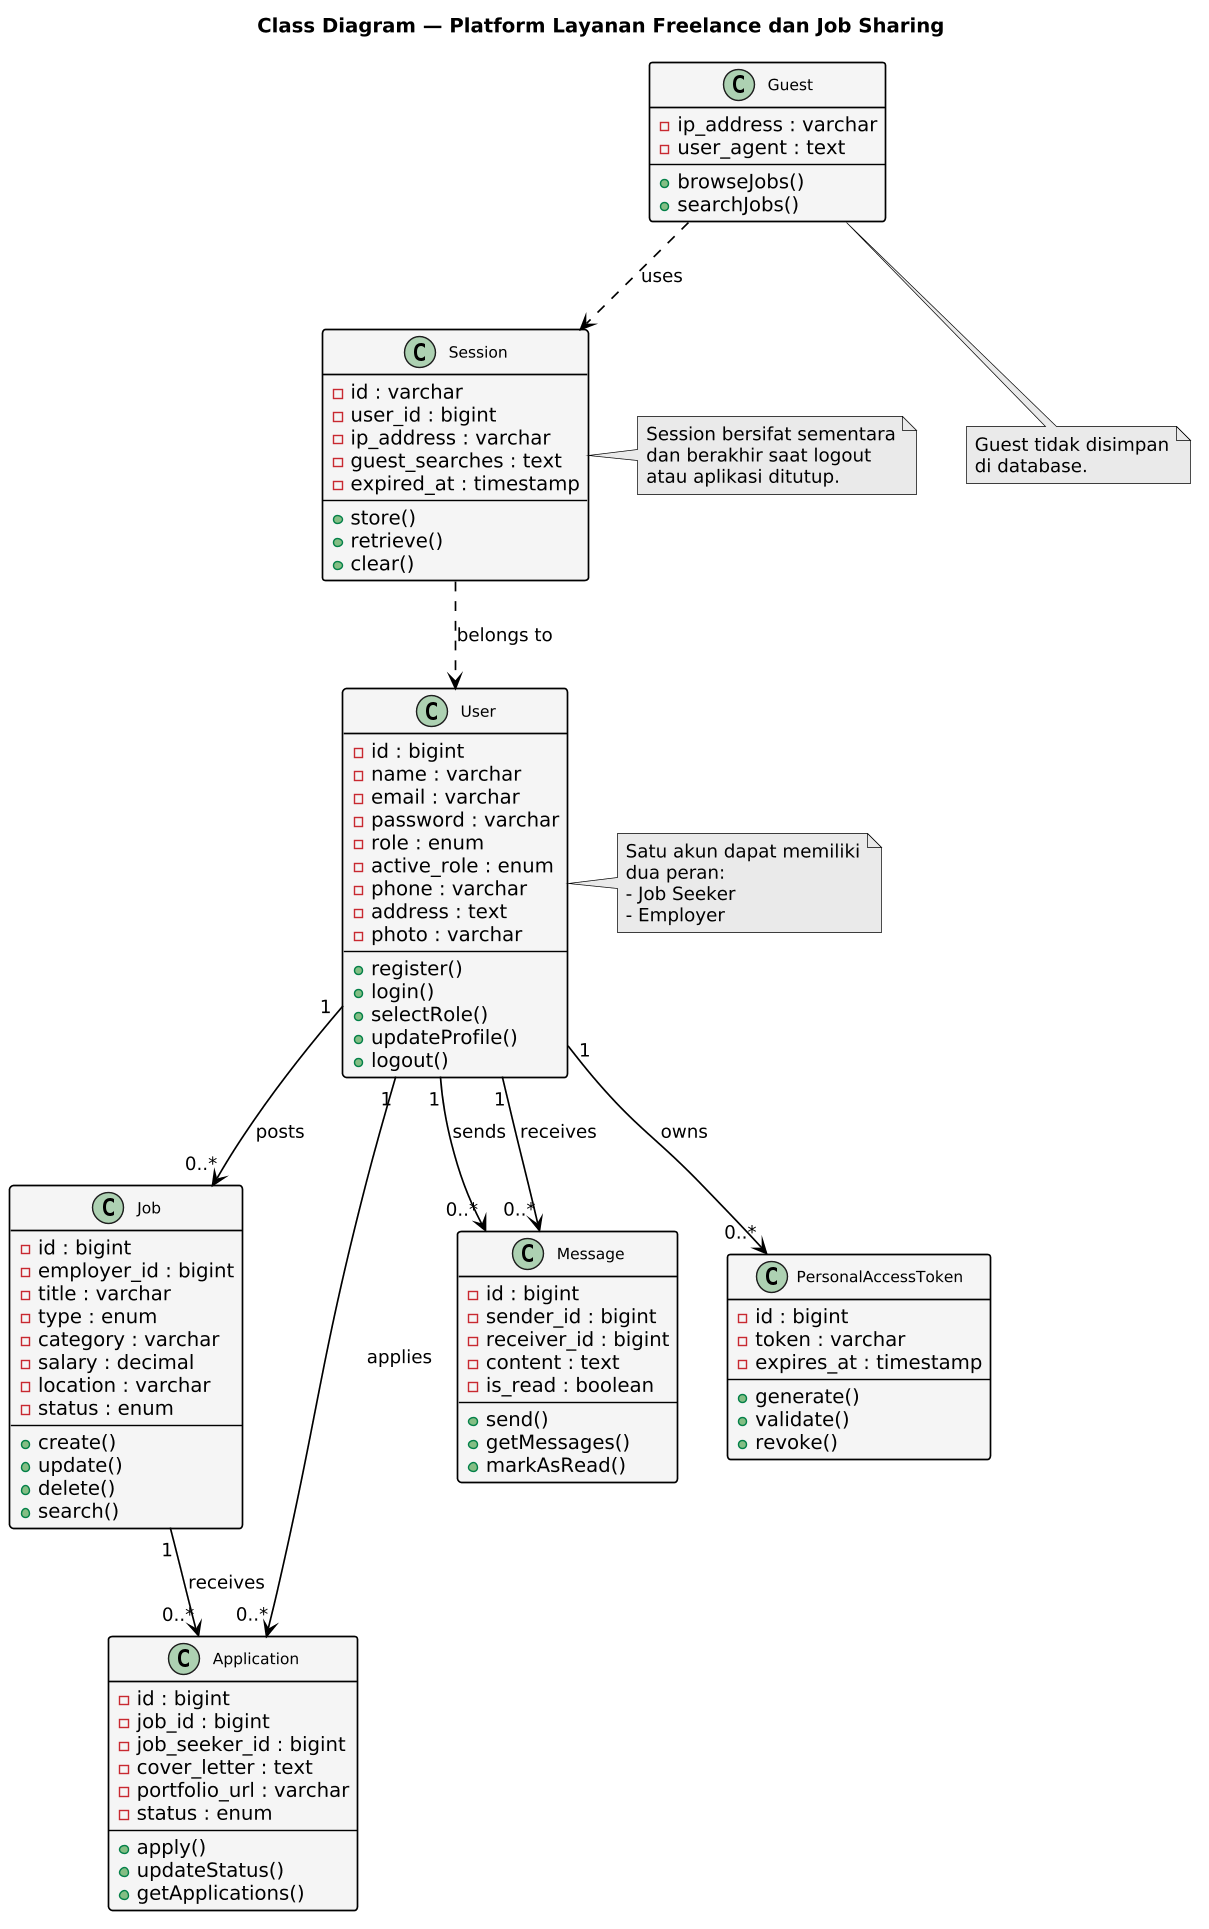 Class Diagram — Platform Layanan Freelance dan Job Sharing
C Guest
ip_address : varchar
user_agent : text
browseJobs()
searchJobs()
uses
C Session
id : varchar
user_id : bigint
ip_address : varchar
guest_searches : text
expired_at : timestamp
store()
retrieve()
clear()
Session bersifat sementara
dan berakhir saat logout
atau aplikasi ditutup.
Guest tidak disimpan
di database.
belongs to
C User
id : bigint
name : varchar
email : varchar
password : varchar
role : enum
active_role : enum
phone : varchar
address : text
photo : varchar
register()
login()
selectRole()
updateProfile()
logout()
Satu akun dapat memiliki
dua peran:
- Job Seeker
- Employer
1
1
1
1
1
posts
sends
receives
owns
0..*
0..*
0..*
0..*
C Job
id : bigint
employer_id : bigint
title : varchar
type : enum
category : varchar
salary : decimal
location : varchar
status : enum
create()
update()
delete()
search()
applies
C Message
id : bigint
sender_id : bigint
receiver_id : bigint
content : text
is_read : boolean
send()
getMessages()
markAsRead()
C PersonalAccessToken
id : bigint
token : varchar
expires_at : timestamp
generate()
validate()
revoke()
1
receives
0..*
0..*
C Application
id : bigint
job_id : bigint
job_seeker_id : bigint
cover_letter : text
portfolio_url : varchar
status : enum
apply()
updateStatus()
getApplications()